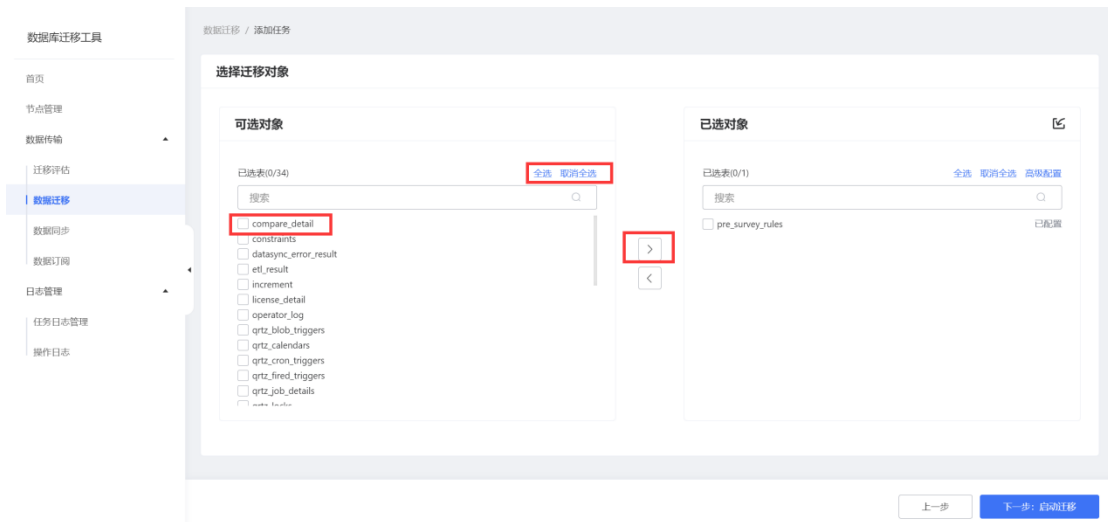 数据库迁移工具
首页
节点管理
数据传输
迁移评估
数据迁移
数据同步
数据订阅
日志管理
任务日志管理
操作日志
数据迁移 / 添加任务
选择迁移对象
可选对象
已选表(0/34) 全选 取消全选
搜索
compare_detail
constraints
datasync_error_result
etl_result
increment
license_detail
operator_log
qrtz_blob_triggers
qrtz_calendars
qrtz_cron_triggers
qrtz_fired_triggers
qrtz_job_details
qrtz_locks
>
<
已选对象
已选表(0/1) 全选 取消全选 高级配置
搜索
pre_survey_rules 已配置
上一步 下一步：启动迁移